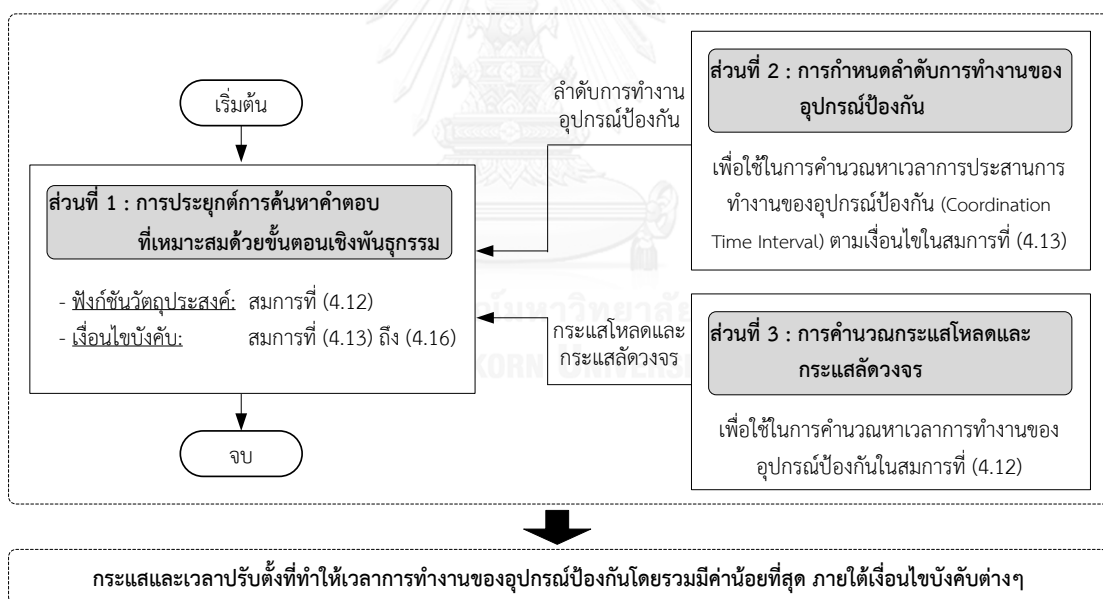 เริ่มต้น
ส่วนที่ 1 : การประยุกต์การค้นหาคำตอบ
ที่เหมาะสมด้วยขั้นตอนเชิงพันธุกรรม
- ฟังก์ชันวัตถุประสงค์: สมการที่ (4.12)
- เงื่อนไขบังคับ: สมการที่ (4.13) ถึง (4.16)
จบ
ลำดับการทำงาน
อุปกรณ์ป้องกัน
ส่วนที่ 2 : การกำหนดลำดับการทำงานของ
อุปกรณ์ป้องกัน
เพื่อใช้ในการคำนวณหาเวลาการประสานการ
ทำงานของอุปกรณ์ป้องกัน (Coordination
Time Interval) ตามเงื่อนไขในสมการที่ (4.13)
กระแสโหลดและ
กระแสลัดวงจร
ส่วนที่ 3 : การคำนวณกระแสโหลดและ
กระแสลัดวงจร
เพื่อใช้ในการคำนวณหาเวลาการทำงานของ
อุปกรณ์ป้องกันในสมการที่ (4.12)
กระแสและเวลาปรับตั้งที่ทำให้เวลาการทำงานของอุปกรณ์ป้องกันโดยรวมมีค่าน้อยที่สุด ภายใต้เงื่อนไขบังคับต่างๆ